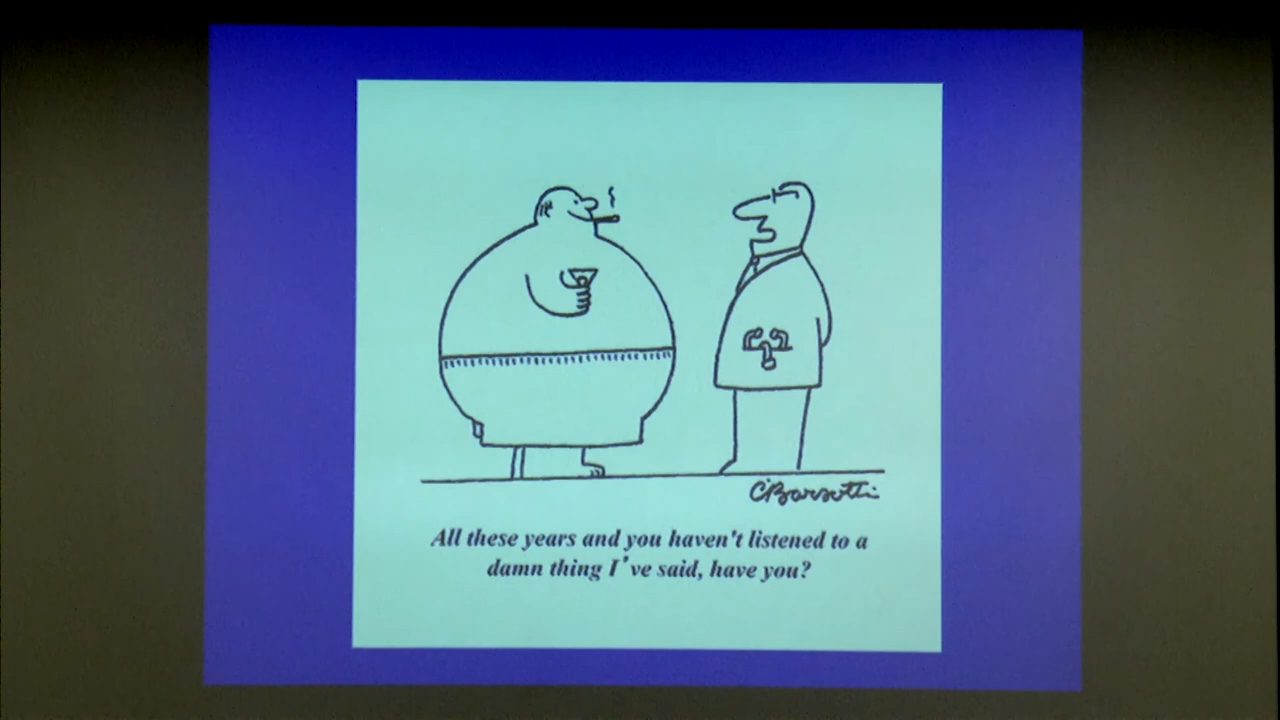 CBarsotti
All these years and you haven't listened to a
damn thing I've said, have you?